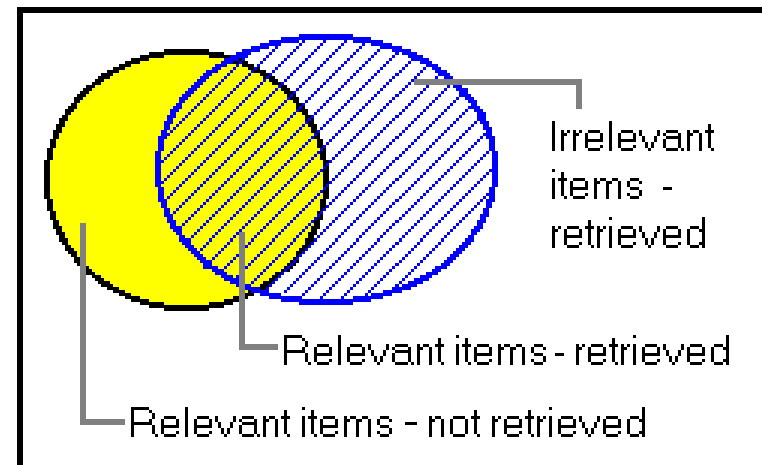 Irrelevant
items -
retrieved
Relevant items - retrieved
Relevant items - not retrieved